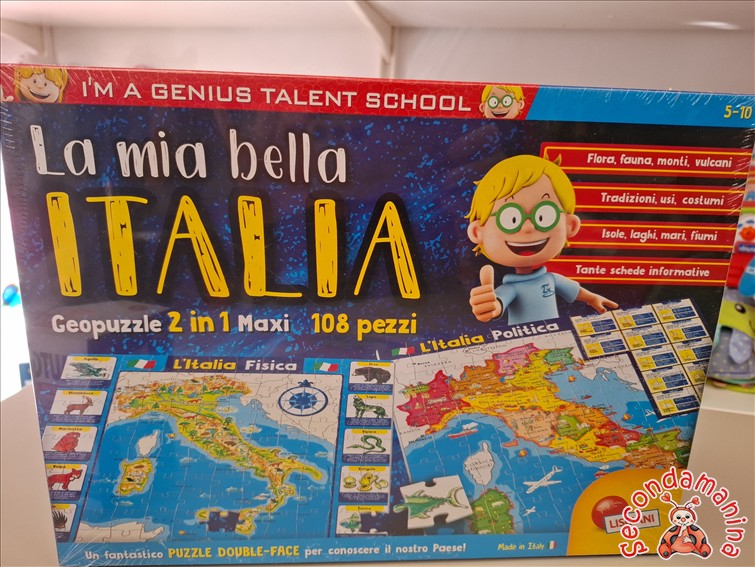 I'M A GENIUS TALENT SCHOOL
5-10
La mia bella
ITALIA
Geopuzzle 2 in 1 Maxi 108 pezzi
Flora, fauna, monti, vulcani
Tradizioni, usi, costumi
Isole, laghi, mari, fiumi
Tante schede informative
L'Italia Fisica
L'Italia Politica
Un fantastico PUZZLE DOUBLE-FACE per conoscere il nostro Paese!
Made in Italy
secondamanina